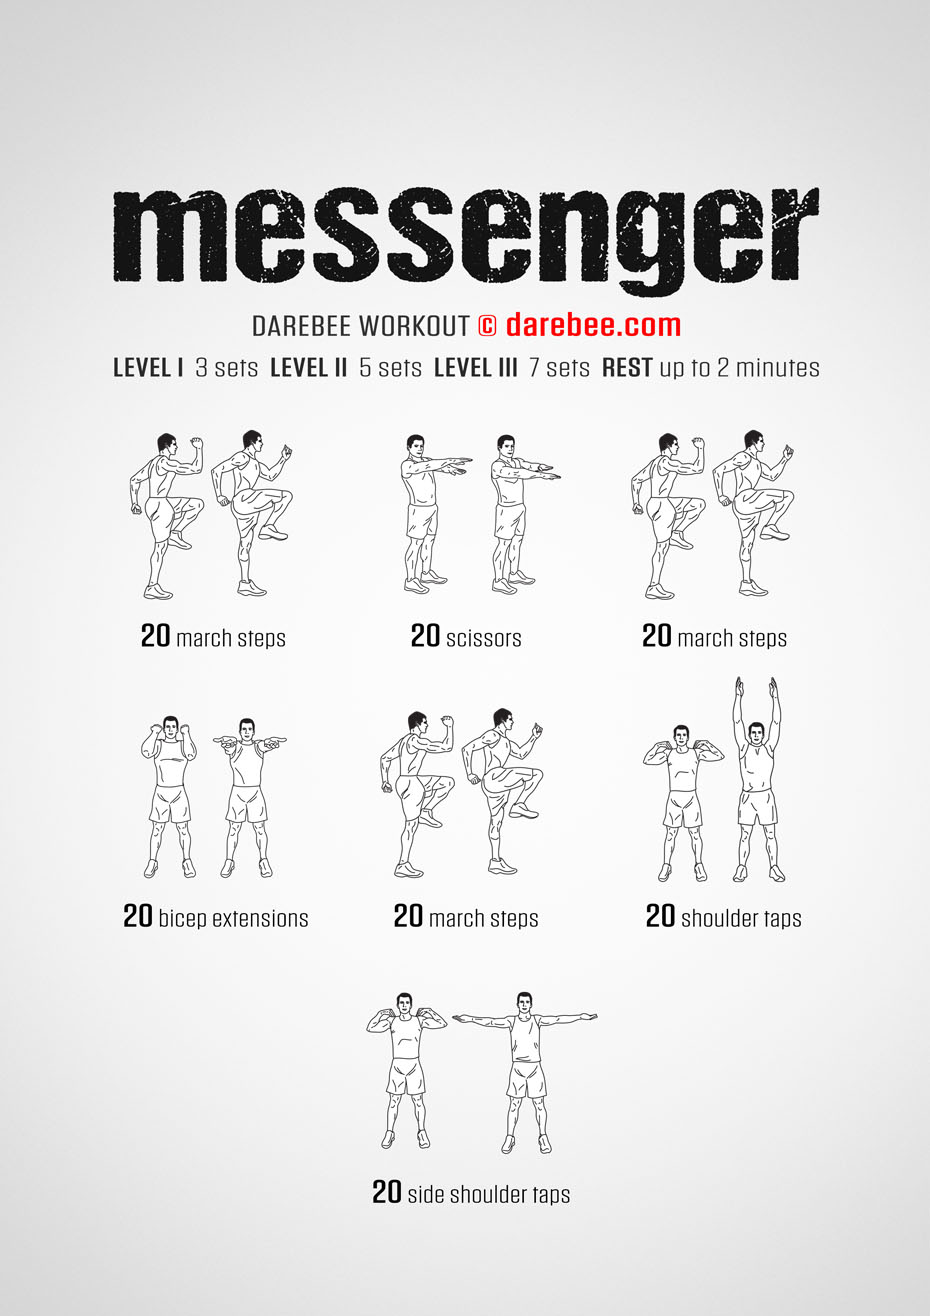 messenger
DAREBEE WORKOUT © darebee.com
LEVEL I 3 sets LEVEL II 5 sets LEVEL III 7 sets REST up to 2 minutes
20 march steps
20 scissors
20 march steps
20 bicep extensions
20 march steps
20 shoulder taps
20 side shoulder taps